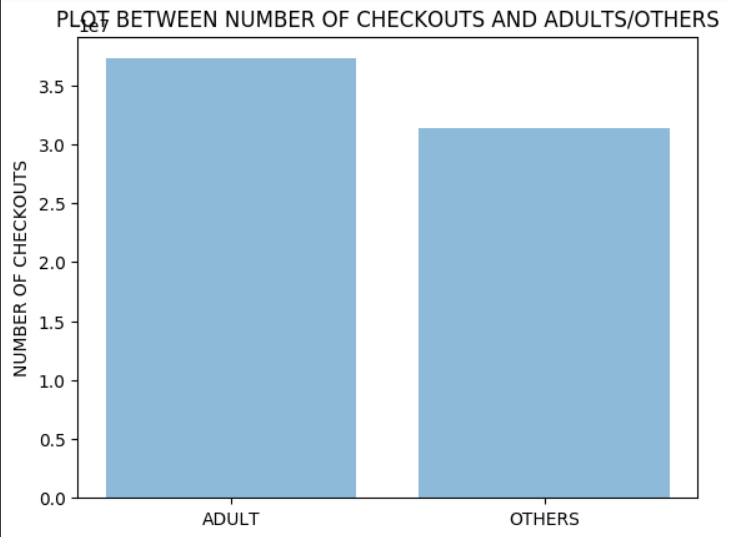 PLOT BETWEEN NUMBER OF CHECKOUTS AND ADULTS/OTHERS
1e7
3.5
3.0
2.5
2.0
1.5
1.0
0.5
0.0
NUMBER OF CHECKOUTS
ADULT OTHERS